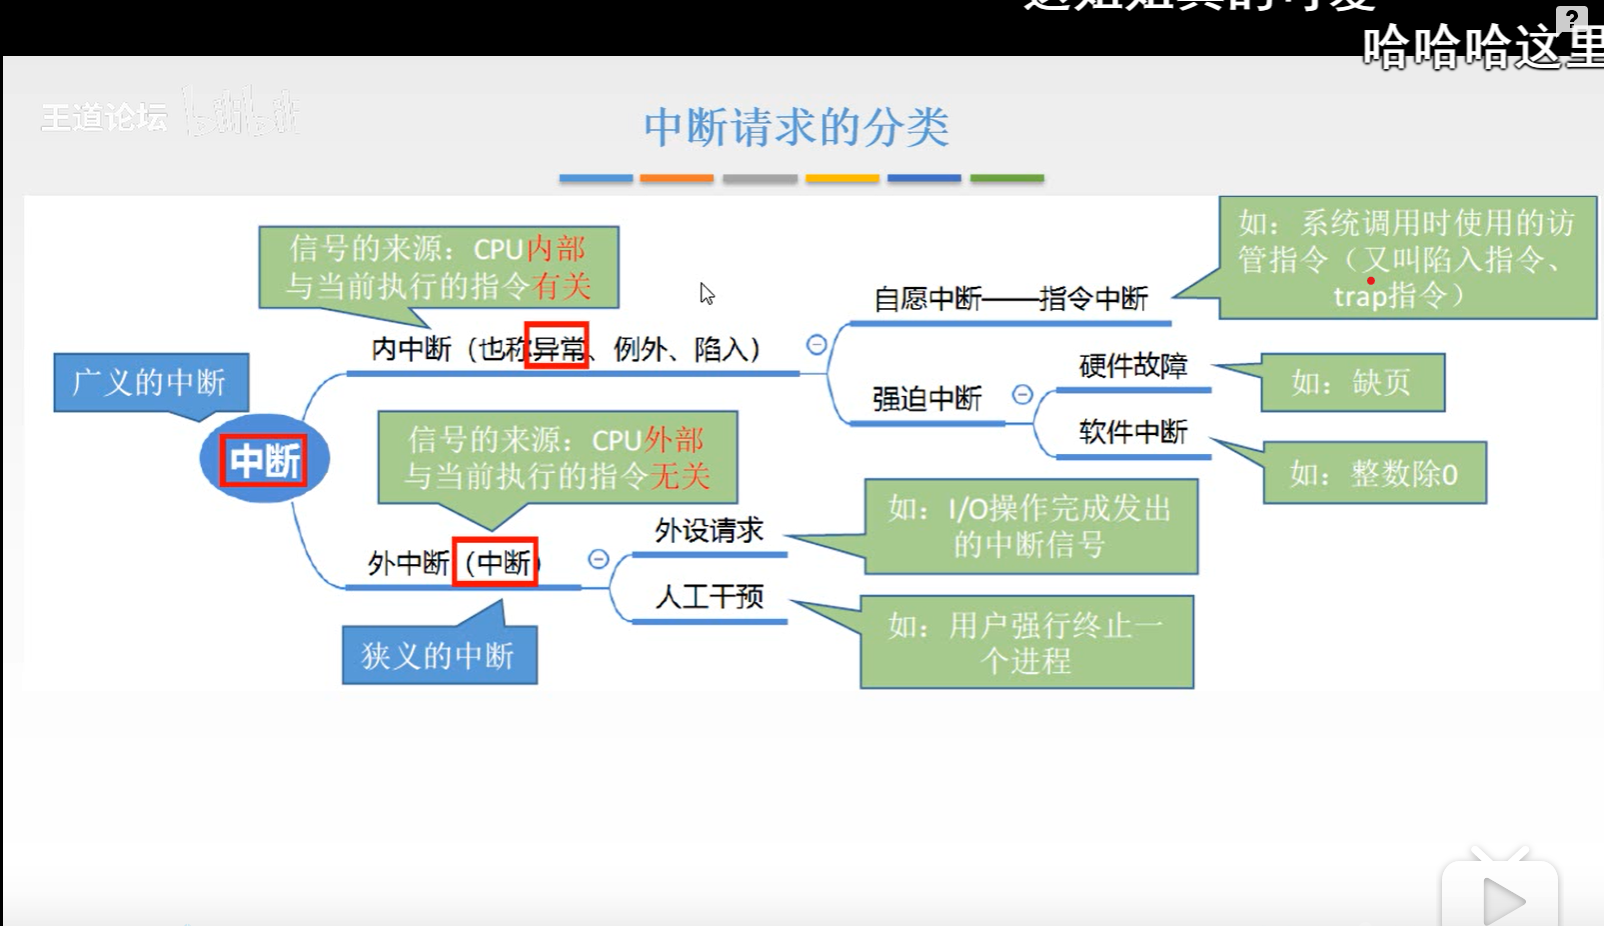 哈哈哈这里
?
王道论坛 bilibili
中断请求的分类
信号的来源：CPU内部
与当前执行的指令有关
如：系统调用时使用的访
管指令（又叫陷入指令、
trap指令）
自愿中断——指令中断
内中断（也称异常、例外、陷入）
广义的中断
硬件故障
如：缺页
强迫中断
软件中断
如：整数除0
中断
信号的来源：CPU外部
与当前执行的指令无关
外设请求
如：I/O操作完成发出
的中断信号
外中断（中断）
人工干预
如：用户强行终止一
个进程
狭义的中断